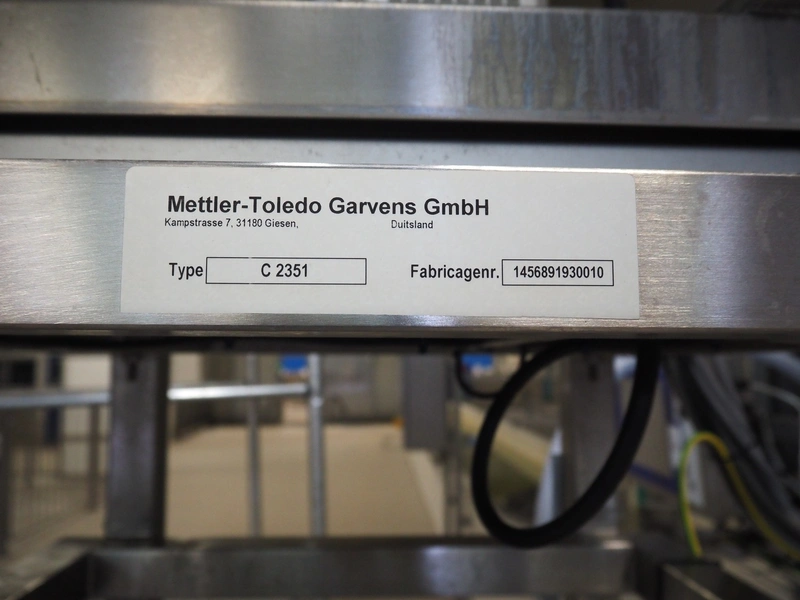 Mettler-Toledo Garvens GmbH
Kampstrasse 7, 31180 Giesen, Duitsland
Type C 2351 Fabricagenr. 1456891930010